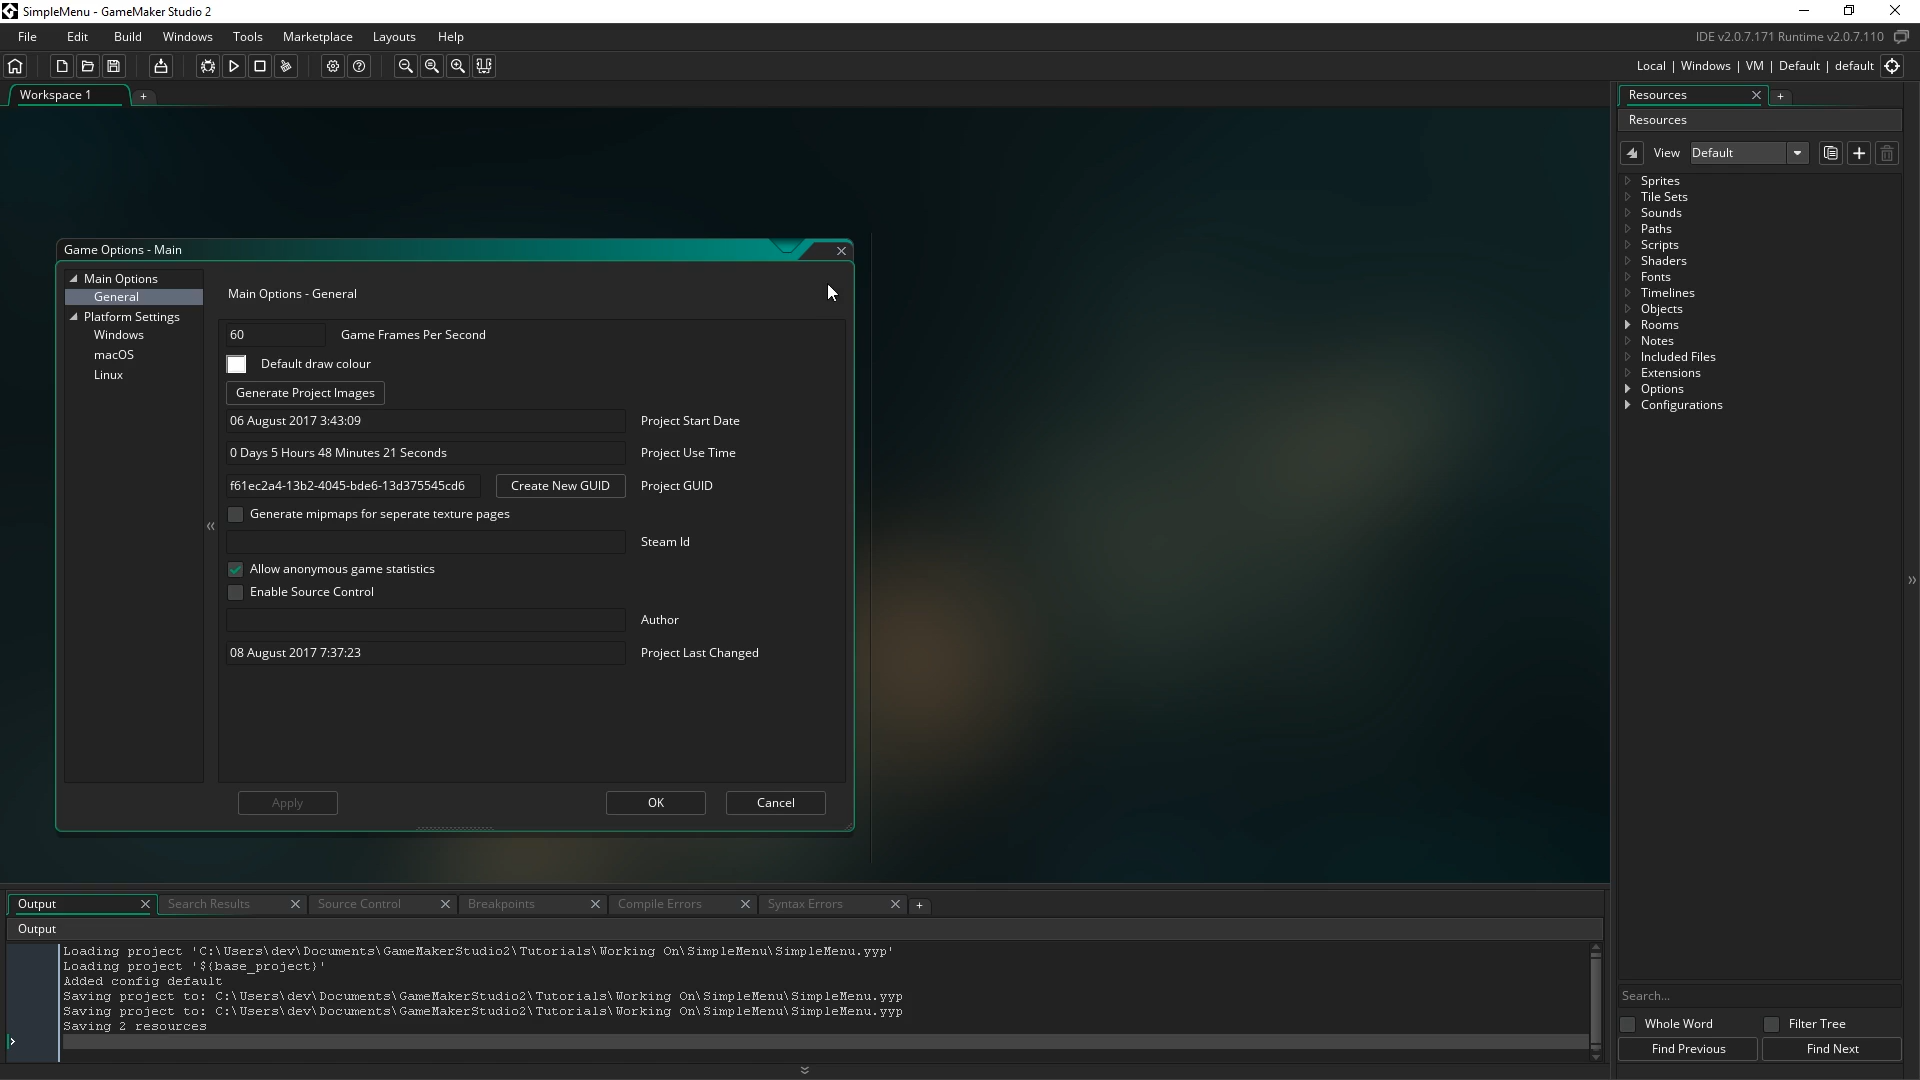 SimpleMenu - GameMaker Studio 2
File Edit Build Windows Tools Marketplace Layouts Help
IDE v2.0.7.171 Runtime v2.0.7.110
Local | Windows | VM | Default | default
Workspace 1 +
Resources +
Resources
View Default
Sprites
Tile Sets
Sounds
Paths
Scripts
Shaders
Fonts
Timelines
Objects
Rooms
Notes
Included Files
Extensions
Options
Configurations
Game Options - Main
Main Options
General
Platform Settings
Windows
macOS
Linux
Main Options - General
60 Game Frames Per Second
Default draw colour
Generate Project Images
06 August 2017 3:43:09 Project Start Date
0 Days 5 Hours 48 Minutes 21 Seconds Project Use Time
f61ec2a4-13b2-4045-bde6-13d375545cd6 Create New GUID Project GUID
Generate mipmaps for seperate texture pages
Steam Id
Allow anonymous game statistics
Enable Source Control
Author
08 August 2017 7:37:23 Project Last Changed
Apply OK Cancel
Output Search Results Source Control Breakpoints Compile Errors Syntax Errors +
Output
Loading project 'C:\Users\dev\Documents\GameMakerStudio2\Tutorials\Working On\SimpleMenu\SimpleMenu.yyp'
Loading project '${base_project}'
Added config default
Saving project to: C:\Users\dev\Documents\GameMakerStudio2\Tutorials\Working On\SimpleMenu\SimpleMenu.yyp
Saving project to: C:\Users\dev\Documents\GameMakerStudio2\Tutorials\Working On\SimpleMenu\SimpleMenu.yyp
Saving 2 resources
Search...
Whole Word Filter Tree
Find Previous Find Next